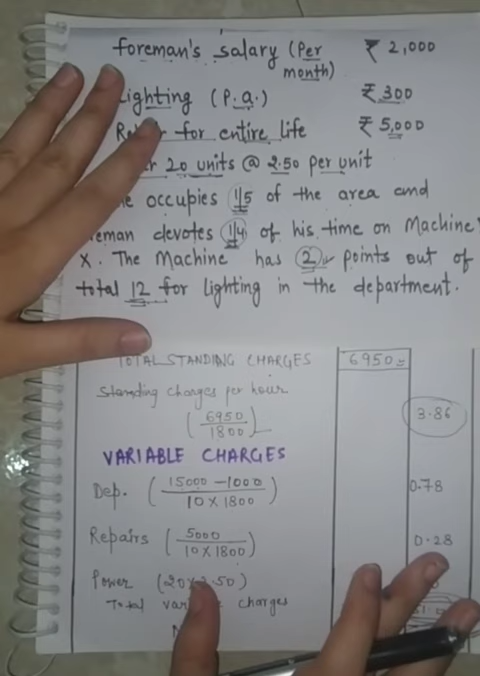 foreman's salary (Per month) ₹ 2,000
Lighting (P.a.) ₹ 300
for entire life ₹ 5,000
20 units @ 2.50 per unit
occupies 1/5 of the area and
devotes 1/4 of his time on Machine
X. The Machine has 2 points out of
total 12 for lighting in the department.
TOTAL STANDING CHARGES 6950
Standing charges per hour
(6950/1800) 3.86
VARIABLE CHARGES
Dep. (15000-1000/10×1800) 0.78
Repairs (5000/10×1800) 0.28
Power (20×2.50)
Total charges